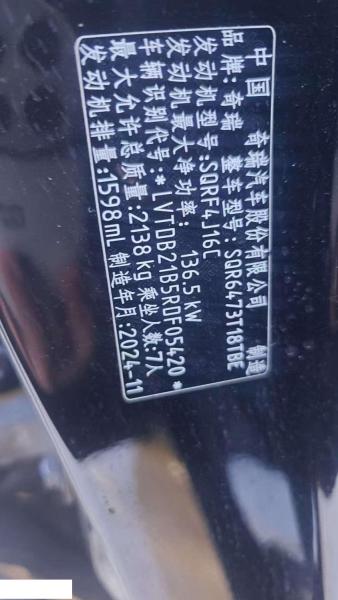 中国 奇瑞汽车股份有限公司 制造
品牌:奇瑞 整车型号:SQR6473T18TBE
发动机型号:SQRF4J16C
发动机最大净功率: 136.5 kW
车辆识别代号:*LVTDB21B5R0F05420*
最大允许总质量:2138kg 乘坐人数:7人
发动机排量:1598mL 制造年月:2024-11